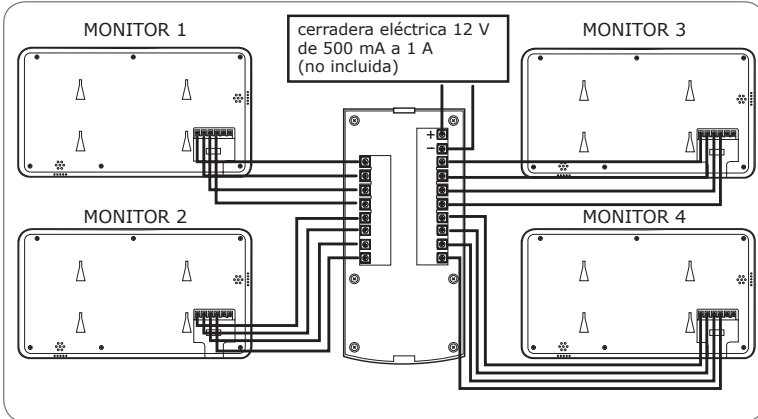 MONITOR 1
cerradera eléctrica 12 V
de 500 mA a 1 A
(no incluida)
MONITOR 3
+
−
MONITOR 2
MONITOR 4